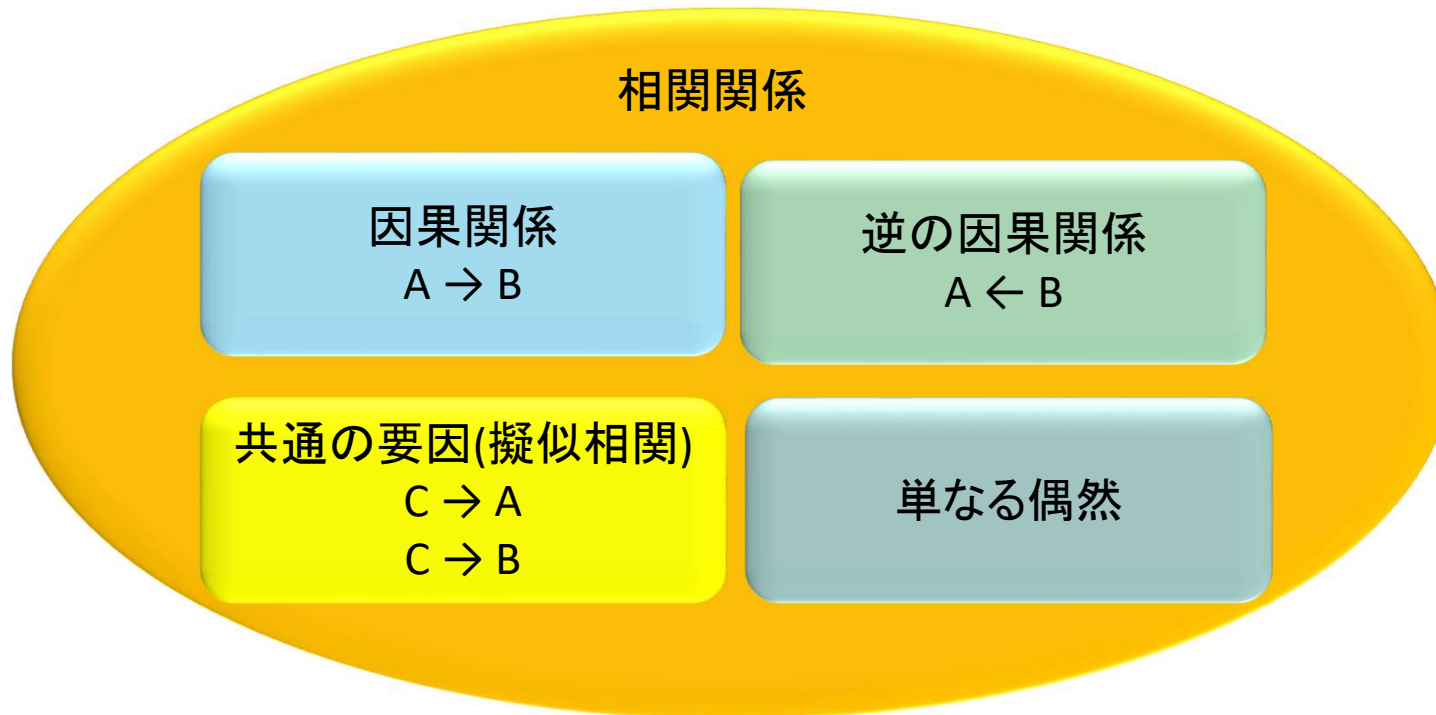 相関関係
因果関係
A → B
逆の因果関係
A ← B
共通の要因(擬似相関)
C → A
C → B
単なる偶然